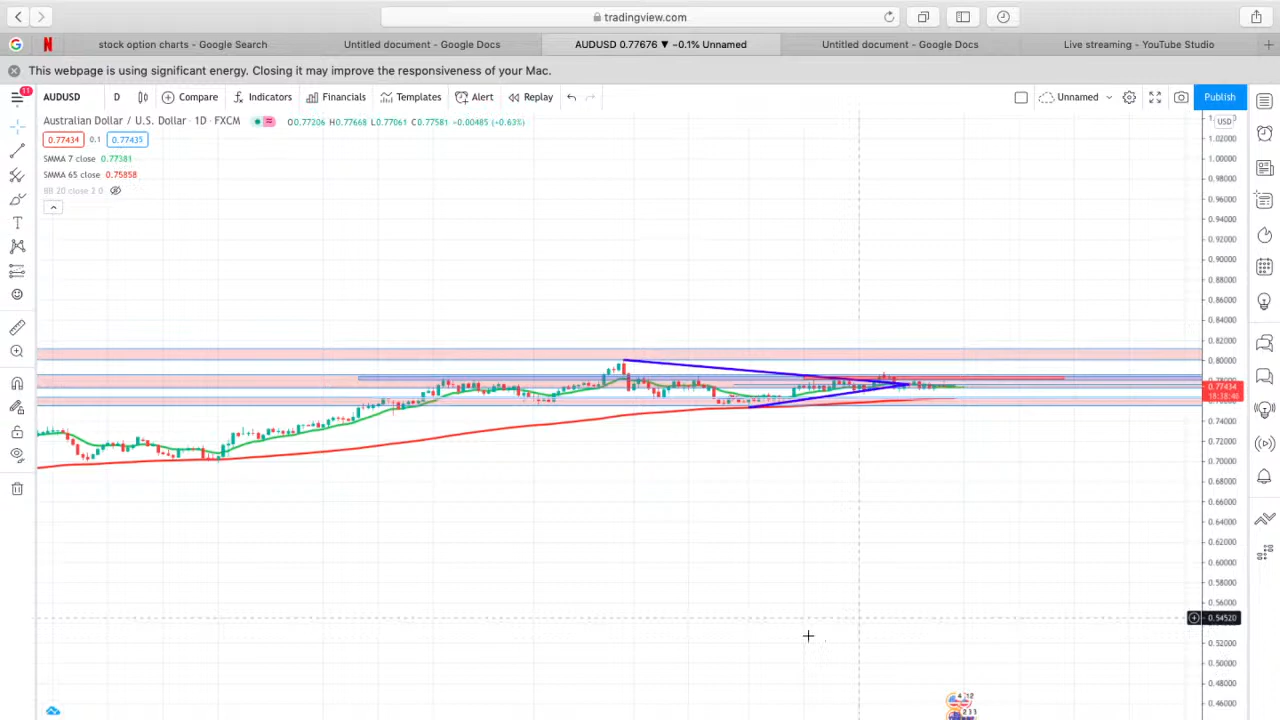 tradingview.com
stock option charts - Google Search
Untitled document - Google Docs
AUDUSD 0.77676 ▼ -0.1% Unnamed
Untitled document - Google Docs
Live streaming - YouTube Studio
This webpage is using significant energy. Closing it may improve the responsiveness of your Mac.
11
AUDUSD D Compare Indicators Financials Templates Alert Replay Unnamed Publish
Australian Dollar / U.S. Dollar · 1D · FXCM O0.77206 H0.77668 L0.77061 C0.77581 −0.00485 (+0.63%)
USD
0.77434 0.1 0.77435
SMMA 7 close 0.77381
SMMA 65 close 0.75858
BB 20 close 2 0
1.02000
1.00000
0.98000
0.96000
0.94000
0.92000
0.90000
0.88000
0.86000
0.84000
0.82000
0.80000
0.77434
0.74000
0.72000
0.70000
0.68000
0.66000
0.64000
0.62000
0.60000
0.58000
0.56000
0.54520
0.52000
0.50000
0.48000
0.46000